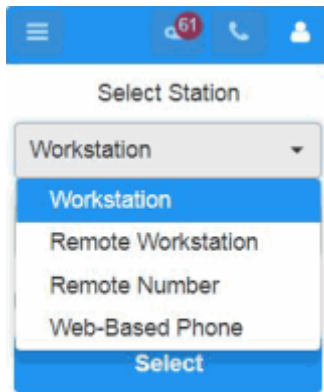 61
Select Station
Workstation
Workstation
Remote Workstation
Remote Number
Web-Based Phone
Select